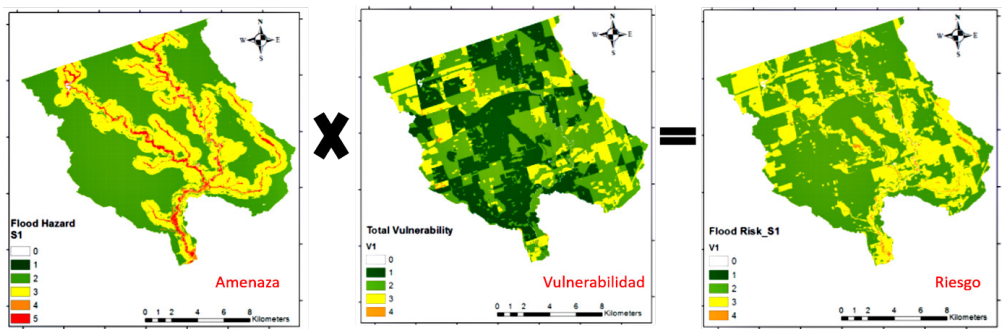 N
W E
S
Flood Hazard
S1
0
1
2
3
4
5
Amenaza
0 1 2 4 6 8
Kilometers
N
W E
S
Total Vulnerability
V1
0
1
2
3
4
Vulnerabilidad
0 1 2 4 6 8
Kilometers
N
W E
S
Flood Risk_S1
V1
0
1
2
3
4
Riesgo
0 1 2 4 6 8
Kilometers